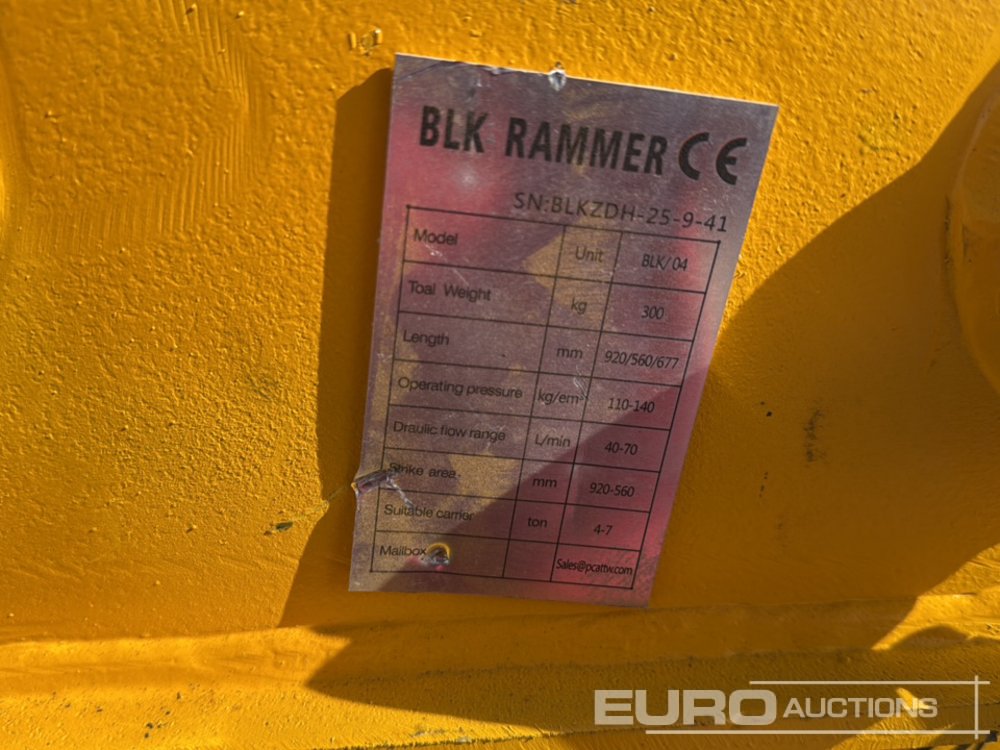 BLK RAMMER CE
SN:BLKZDH-25-9-41
Model Unit BLK/04
Toal Weight kg 300
Length mm 920/560/677
Operating pressure kg/em² 110-140
Draulic flow range L/min 40-70
Strike area mm 920-560
Suitable carrier ton 4-7
Mailbox Sales@pcattw.com
EURO AUCTIONS